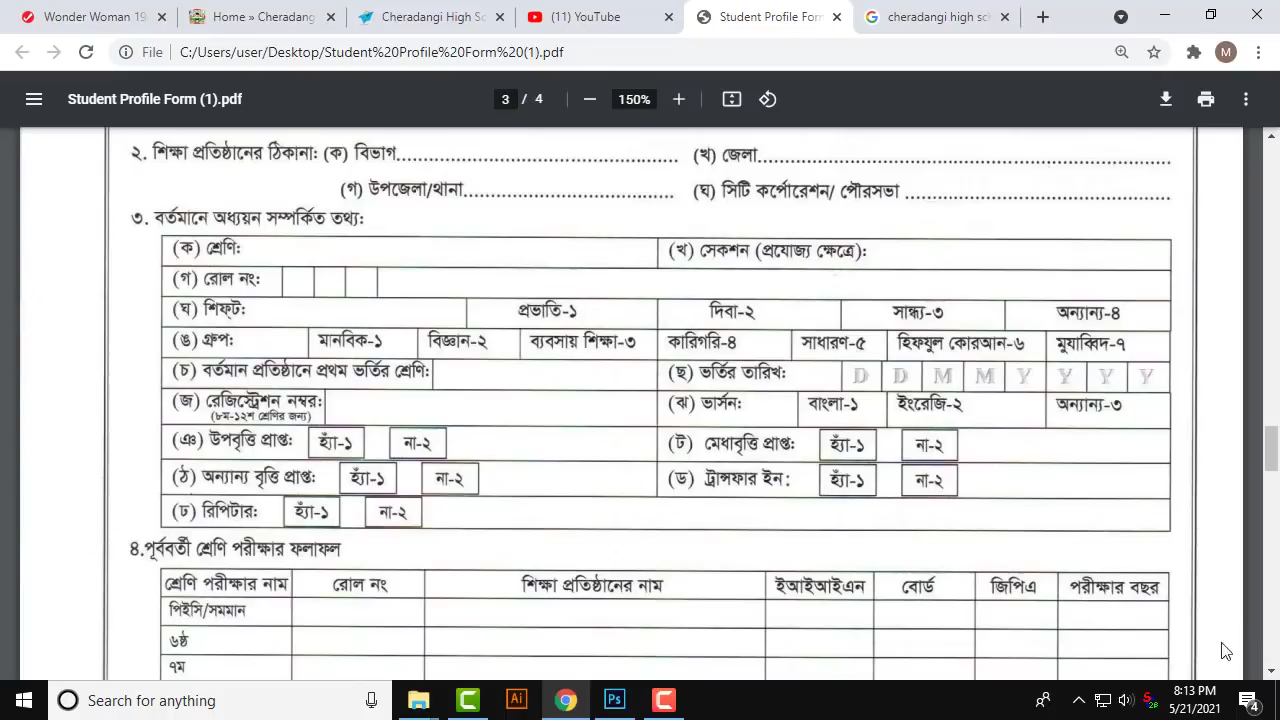 Wonder Woman 19
Home » Cheradang
Cheradangi High Sc
(11) YouTube
Student Profile Form
cheradangi high sch
File C:/Users/user/Desktop/Student%20Profile%20Form%20(1).pdf
M
Student Profile Form (1).pdf
3 / 4
150%
২. শিক্ষা প্রতিষ্ঠানের ঠিকানা: (ক) বিভাগ
(খ) জেলা
(গ) উপজেলা/থানা
(ঘ) সিটি কর্পোরেশন/ পৌরসভা
৩. বর্তমানে অধ্যয়ন সম্পর্কিত তথ্য:
(ক) শ্রেণি:
(খ) সেকশন (প্রযোজ্য ক্ষেত্রে):
(গ) রোল নং:
(ঘ) শিফ্ট: প্রভাতি-১ দিবা-২ সান্ধ্য-৩ অন্যান্য-৪
(ঙ) গ্রুপ: মানবিক-১ বিজ্ঞান-২ ব্যবসায় শিক্ষা-৩ কারিগরি-৪ সাধারণ-৫ হিফযুল কোরআন-৬ মুযাব্বিদ-৭
(চ) বর্তমান প্রতিষ্ঠানে প্রথম ভর্তির শ্রেণি:
(ছ) ভর্তির তারিখ: D D M M Y Y Y Y
(জ) রেজিস্ট্রেশন নম্বর:
(৮ম-১২শ শ্রেণির জন্য)
(ঝ) ভার্সন: বাংলা-১ ইংরেজি-২ অন্যান্য-৩
(ঞ) উপবৃত্তি প্রাপ্ত: হ্যাঁ-১ না-২
(ট) মেধাবৃত্তি প্রাপ্ত: হ্যাঁ-১ না-২
(ঠ) অন্যান্য বৃত্তি প্রাপ্ত: হ্যাঁ-১ না-২
(ড) ট্রান্সফার ইন: হ্যাঁ-১ না-২
(ঢ) রিপিটার: হ্যাঁ-১ না-২
৪.পূর্ববর্তী শ্রেণি পরীক্ষার ফলাফল
শ্রেণি পরীক্ষার নাম রোল নং শিক্ষা প্রতিষ্ঠানের নাম ইআইআইএন বোর্ড জিপিএ পরীক্ষার বছর
পিইসি/সমমান
৬ষ্ঠ
৭ম
Search for anything
Ai
Ps
8:13 PM
5/21/2021
4